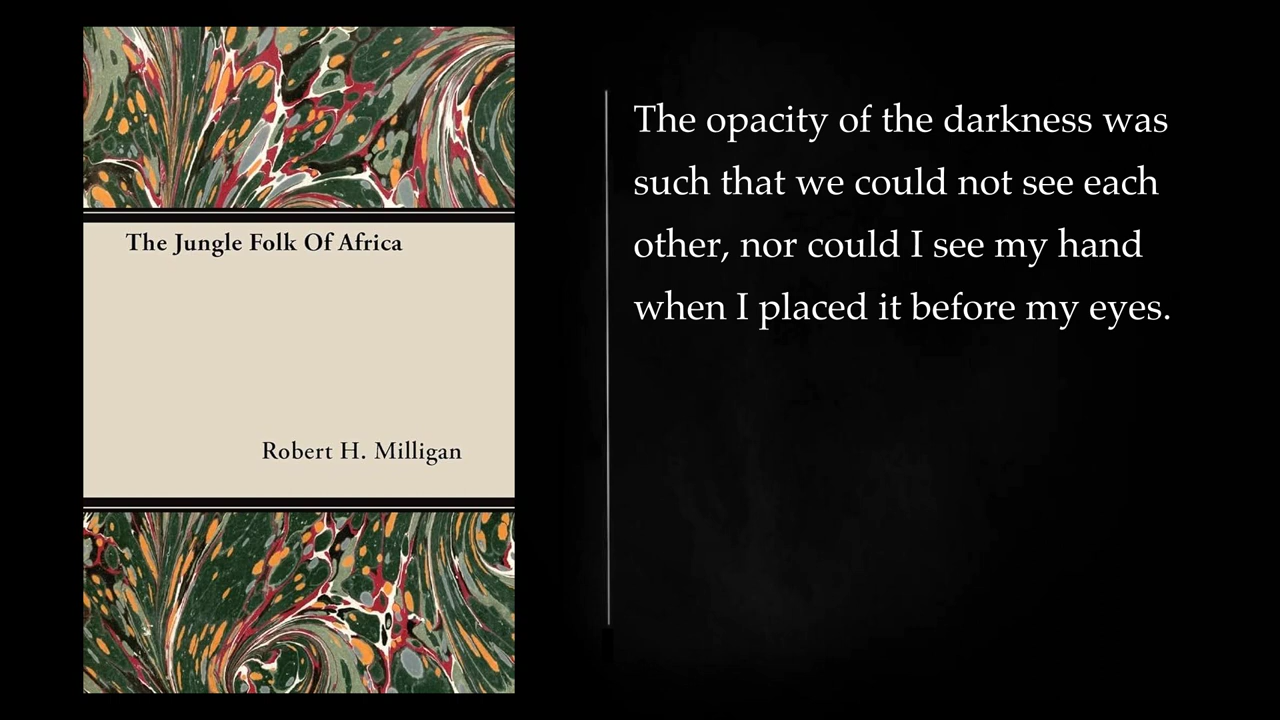 The Jungle Folk Of Africa
Robert H. Milligan
The opacity of the darkness was
such that we could not see each
other, nor could I see my hand
when I placed it before my eyes.